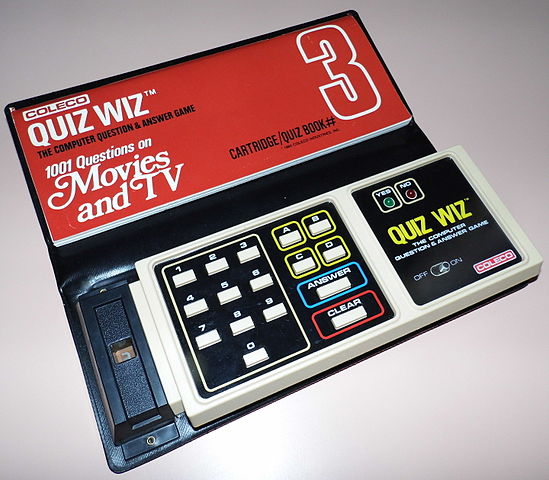 COLECO
QUIZ WIZ™
THE COMPUTER QUESTION & ANSWER GAME
1001 Questions on
Movies
and TV
3
CARTRIDGE/QUIZ BOOK#
YES NO
QUIZ WIZ™
THE COMPUTER
QUESTION & ANSWER GAME
OFF ON
COLECO
1 2 3
4 5 6
7 8 9
0
A B
C D
ANSWER
CLEAR